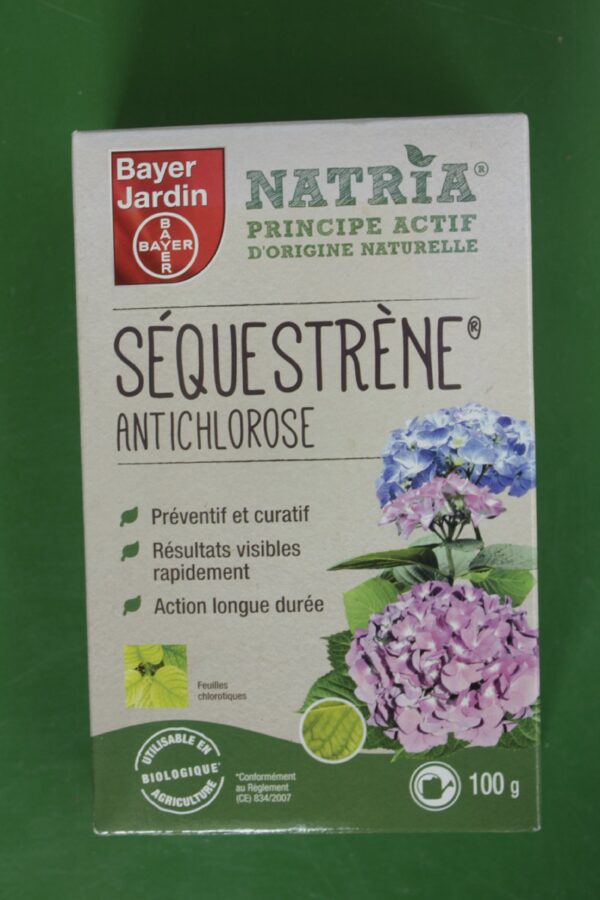 Bayer
Jardin
BAYER
BAYER
NATRIA®
PRINCIPE ACTIF
D'ORIGINE NATURELLE
SÉQUESTRÈNE®
ANTICHLOROSE
Préventif et curatif
Résultats visibles
rapidement
Action longue durée
Feuilles
chlorotiques
UTILISABLE EN
BIOLOGIQUE*
AGRICULTURE
*Conformément
au Règlement
(CE) 834/2007
100 g